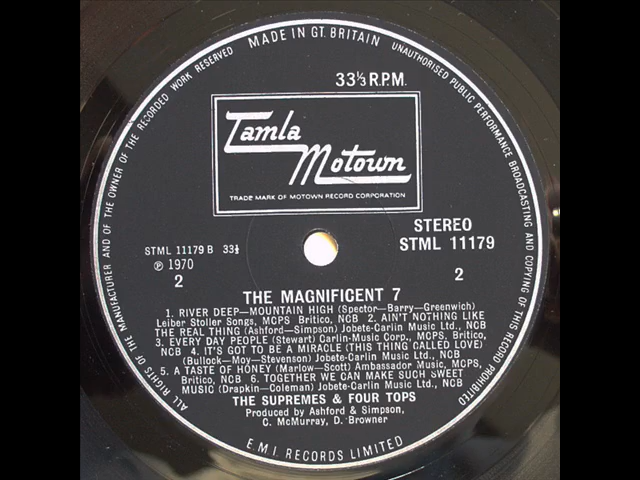 MADE IN GT. BRITAIN
UNAUTHORISED PUBLIC PERFORMANCE BROADCASTING AND COPYING OF THIS RECORD PROHIBITED
ALL RIGHTS OF THE MANUFACTURER AND OF THE OWNER OF THE RECORDED WORK RESERVED
33⅓ R.P.M.
Tamla
Motown
TRADE MARK OF MOTOWN RECORD CORPORATION
STEREO
STML 11179
STML 11179 B 33⅓
℗ 1970
2
2
THE MAGNIFICENT 7
1. RIVER DEEP—MOUNTAIN HIGH (Spector—Barry—Greenwich)
Leiber Stoller Songs, MCPS Britico, NCB 2. AIN'T NOTHING LIKE
THE REAL THING (Ashford—Simpson) Jobete-Carlin Music Ltd., NCB
3. EVERY DAY PEOPLE (Stewart) Carlin-Music Corp., MCPS, Britico,
NCB 4. IT'S GOT TO BE A MIRACLE (THIS THING CALLED LOVE)
(Bullock—Moy—Stevenson) Jobete-Carlin Music Ltd., NCB
5. A TASTE OF HONEY (Marlow—Scott) Ambassador Music, MCPS,
Britico, NCB 6. TOGETHER WE CAN MAKE SUCH SWEET
MUSIC (Drapkin—Coleman) Jobete-Carlin Music Ltd., NCB
THE SUPREMES & FOUR TOPS
Produced by Ashford & Simpson,
C. McMurray, D. Browner
E.M.I. RECORDS LIMITED